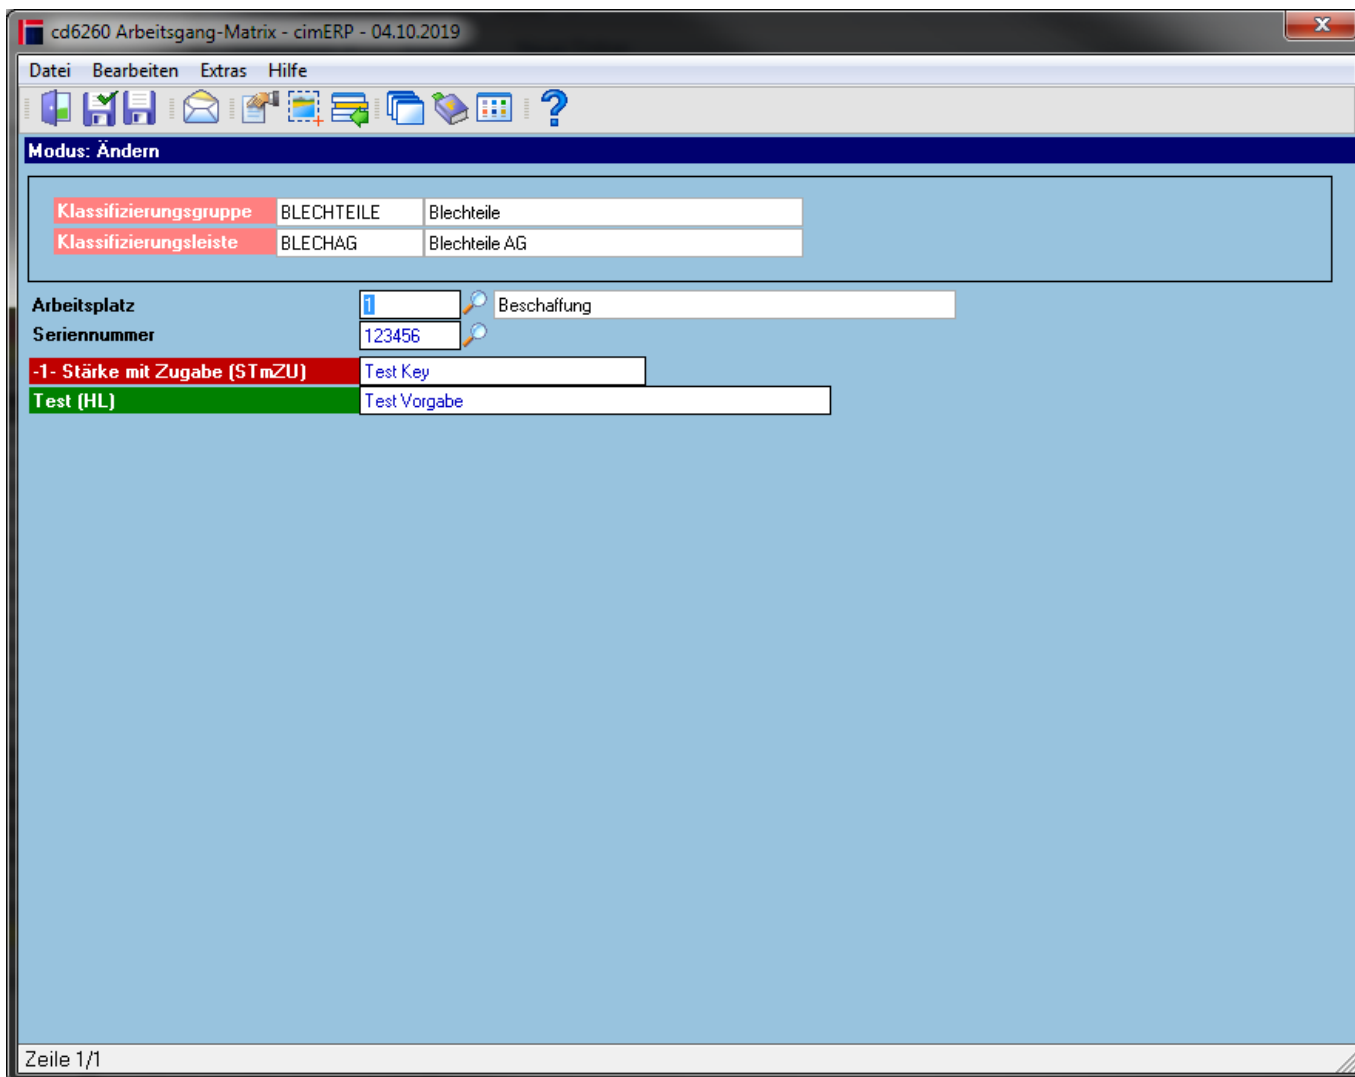 cd6260 Arbeitsgang-Matrix - cimERP - 04.10.2019
Datei Bearbeiten Extras Hilfe
Modus: Ändern
Klassifizierungsgruppe BLECHTEILE Blechteile
Klassifizierungsleiste BLECHAG Blechteile AG
Arbeitsplatz 1 Beschaffung
Seriennummer 123456
-1- Stärke mit Zugabe (STmZU) Test Key
Test (HL) Test Vorgabe
Zeile 1/1